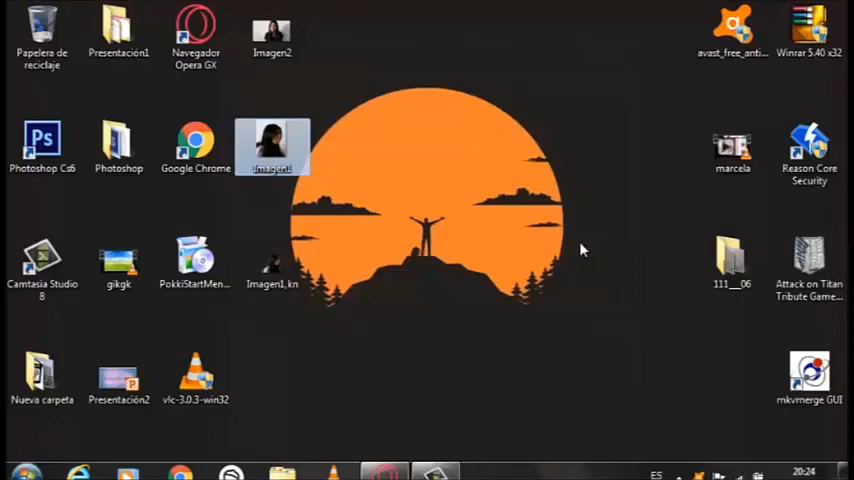 Papelera de
reciclaje
Presentación1
Navegador
Opera GX
Imagen2
avast_free_anti...
Winrar 5.40 x32
Ps
Photoshop Cs6
Photoshop
Google Chrome
Imagen1
marcela
Reason Core
Security
Camtasia Studio
8
gikgk
PokkiStartMen...
Imagen1,kn
111___06
Attack on Titan
Tribute Game...
Nueva carpeta
Presentación2
vlc-3.0.3-win32
mkvmerge GUI
ES
20:24